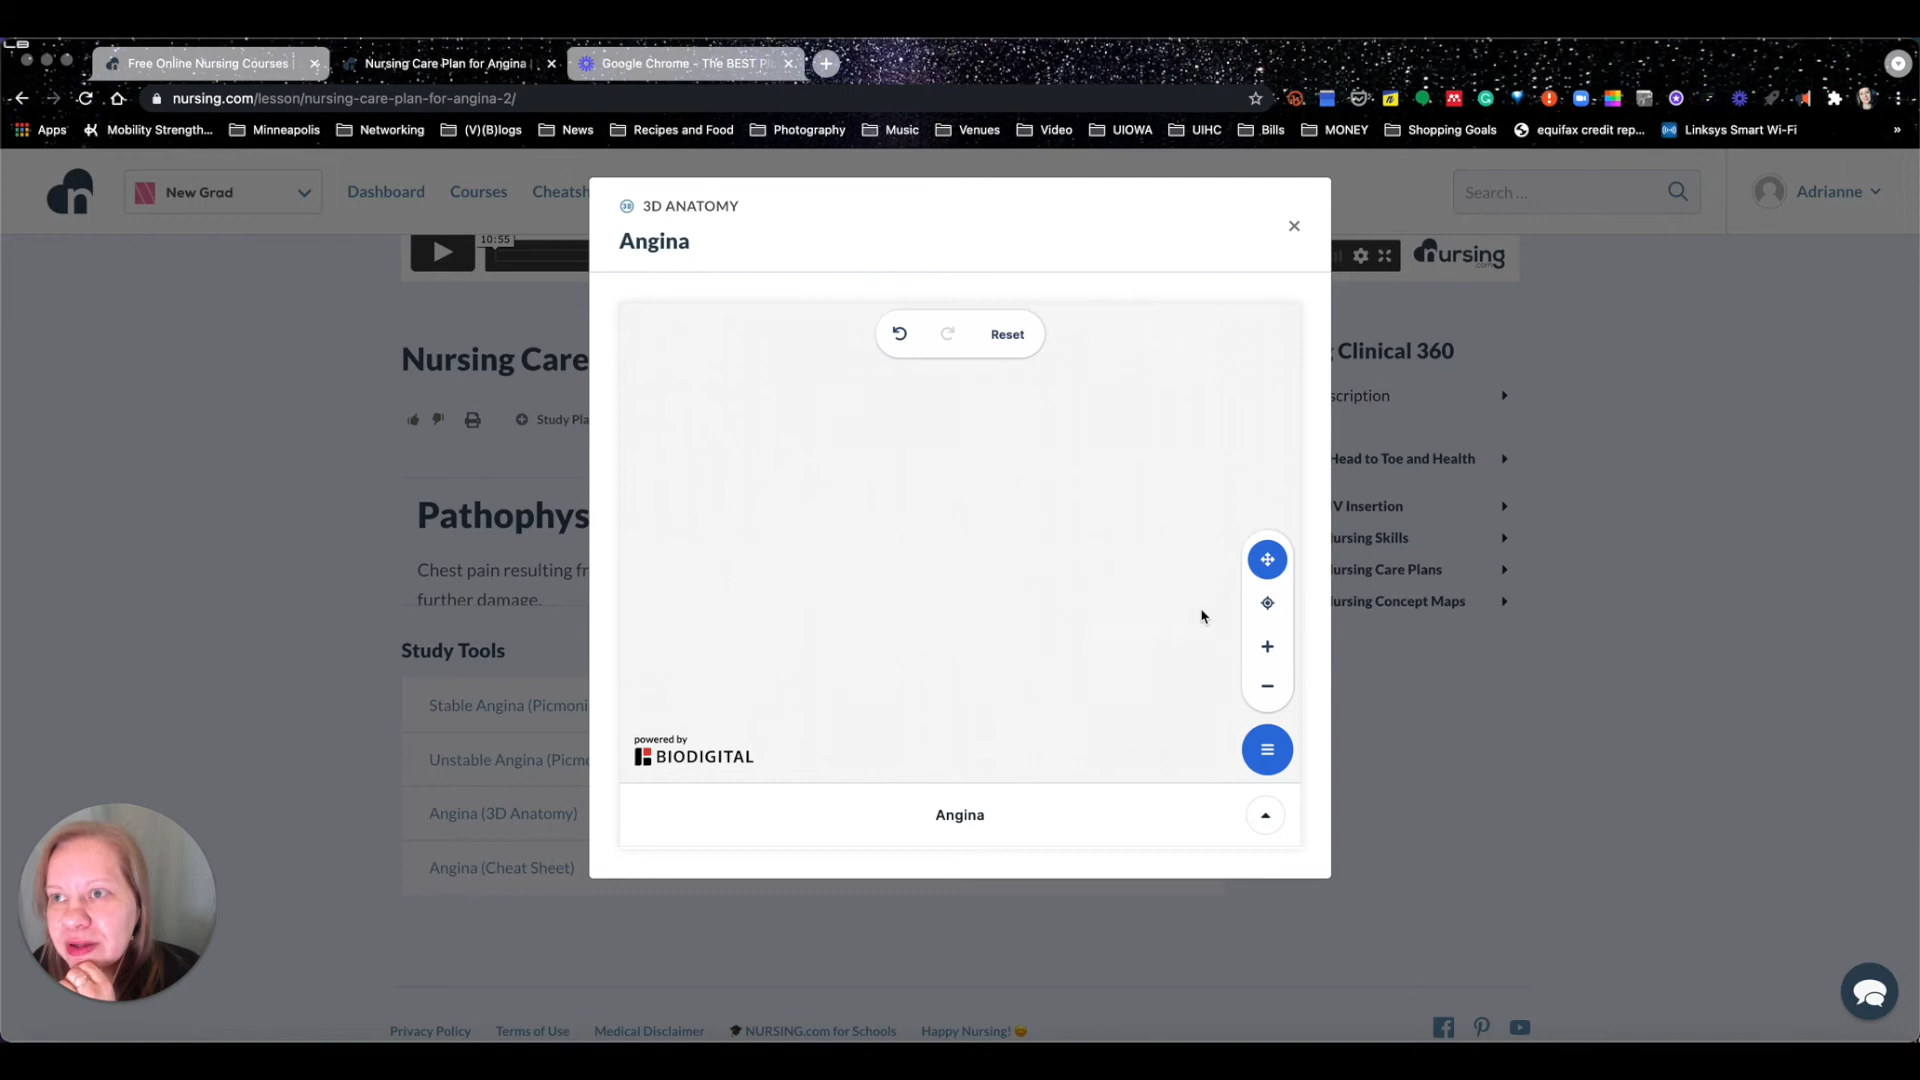 Free Online Nursing Courses
Nursing Care Plan for Angina
Google Chrome - The BEST
nursing.com/lesson/nursing-care-plan-for-angina-2/
Apps Mobility Strength... Minneapolis Networking (V)(B)logs News Recipes and Food Photography Music Venues Video UIOWA UIHC Bills MONEY Shopping Goals equifax credit rep... Linksys Smart Wi-Fi »
New Grad Dashboard Courses Cheatsh Search ... Adrianne
3D ANATOMY
Angina
10:55
nursing
.com
Reset
Nursing Care
Clinical 360
scription
Study Pla
Head to Toe and Health
Pathophys
V Insertion
ursing Skills
Chest pain resulting fr
ursing Care Plans
further damage.
ursing Concept Maps
Study Tools
Stable Angina (Picmoni
Unstable Angina (Picmo
powered by
BIODIGITAL
Angina (3D Anatomy)
Angina
Angina (Cheat Sheet)
Privacy Policy Terms of Use Medical Disclaimer NURSING.com for Schools Happy Nursing!